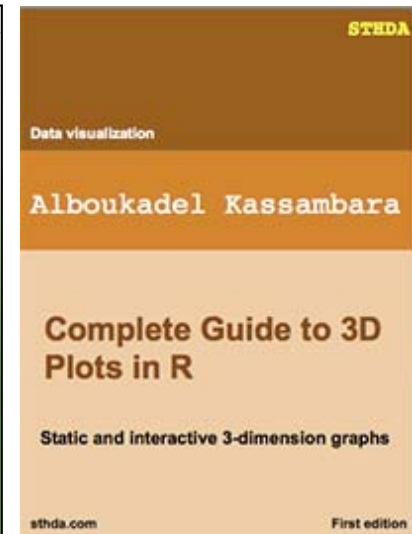 STHDA
Data visualization
Alboukadel Kassambara
Complete Guide to 3D
Plots in R
Static and interactive 3-dimension graphs
sthda.com First edition